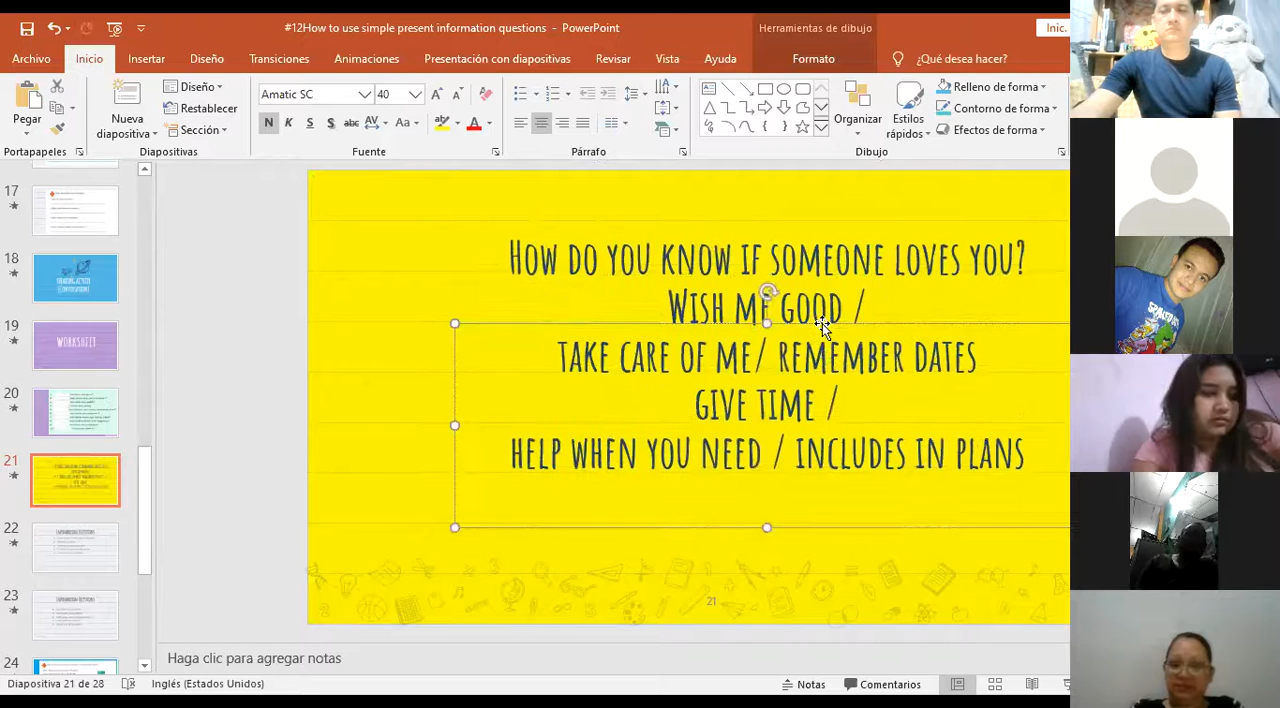 #12How to use simple present information questions - PowerPoint
Herramientas de dibujo
Inic.
Archivo
Inicio
Insertar
Diseño
Transiciones
Animaciones
Presentación con diapositivas
Revisar
Vista
Ayuda
Formato
¿Qué desea hacer?
Pegar
Nueva diapositiva
Diseño
Restablecer
Sección
Amatic SC
40
N K S S abc AV Aa
A
Organizar
Estilos rápidos
Relleno de forma
Contorno de forma
Efectos de forma
Portapapeles
Diapositivas
Fuente
Párrafo
Dibujo
17
18
19
WORKSHEET
20
21
22
23
24
How do you know if someone loves you?
Wish me good /
take care of me/ remember dates
give time /
help when you need / includes in plans
21
Haga clic para agregar notas
Diapositiva 21 de 28
Inglés (Estados Unidos)
Notas
Comentarios